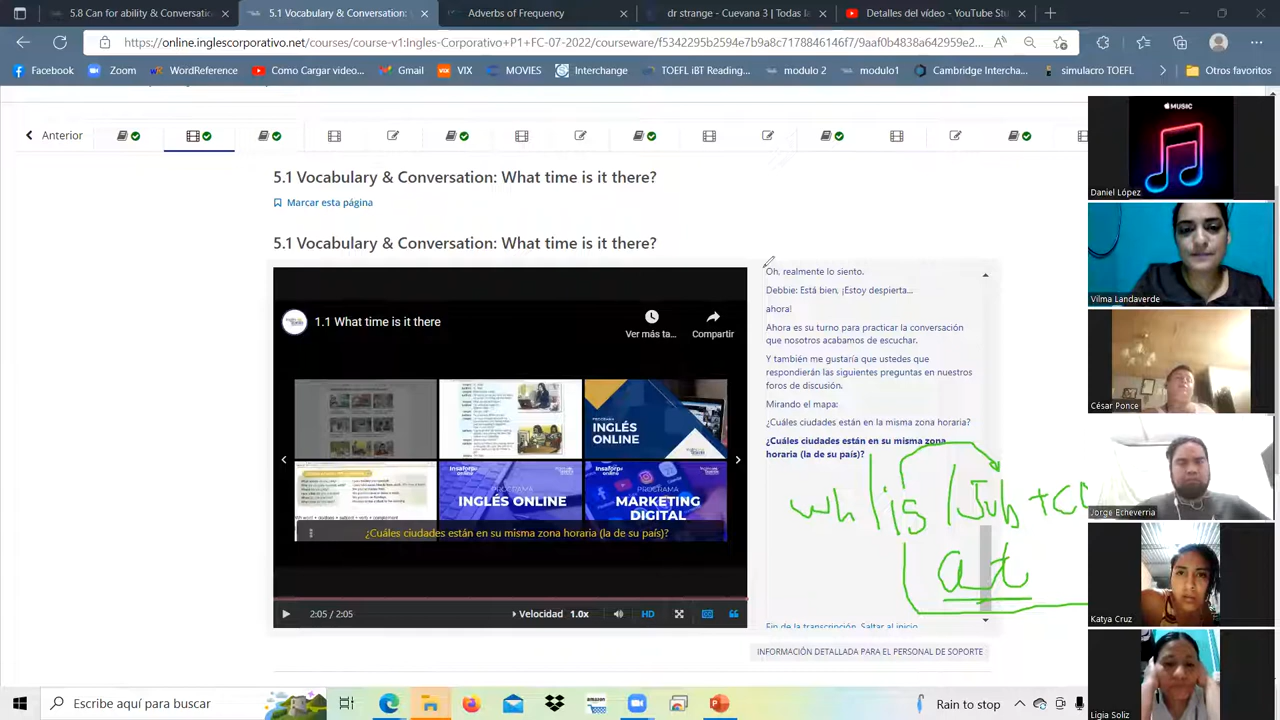 5.8 Can for ability & Conversatio
5.1 Vocabulary & Conversation:
Adverbs of Frequency
dr strange - Cuevana 3 | Todas la
Detalles del vídeo - YouTube Stu
https://online.inglescorporativo.net/courses/course-v1:Ingles-Corporativo+P1+FC-07-2022/courseware/f5342295b2594e7b9a8c7178846146f7/9aaf0b4838a642959e2...
Facebook
Zoom
WordReference
Como Cargar video...
Gmail
VIX
MOVIES
Interchange
TOEFL iBT Reading...
modulo 2
modulo1
Cambridge Intercha...
simulacro TOEFL
Otros favoritos
Anterior
5.1 Vocabulary & Conversation: What time is it there?
Marcar esta página
5.1 Vocabulary & Conversation: What time is it there?
1.1 What time is it there
Ver más ta...
Compartir
PROGRAMA
INGLÉS
ONLINE
insaforp online
PROGRAMA
INGLÉS ONLINE
insaforp online
PROGRAMA
MARKETING
DIGITAL
¿Cuáles ciudades están en su misma zona horaria (la de su país)?
2:05 / 2:05
Velocidad 1.0x
HD
Oh, realmente lo siento.
Debbie: Está bien, ¡Estoy despierta...
ahora!
Ahora es su turno para practicar la conversación
que nosotros acabamos de escuchar.
Y también me gustaría que ustedes que
respondierán las siguientes preguntas en nuestros
foros de discusión.
Mirando el mapa:
¿Cuáles ciudades están en la misma zona horaria?
¿Cuáles ciudades están en su misma zona
horaria (la de su país)?
Fin de la transcripción. Saltar al inicio.
wh is Sub + C
at
INFORMACIÓN DETALLADA PARA EL PERSONAL DE SOPORTE
MUSIC
Daniel López
Vilma Landaverde
César Ponce
Jorge Echeverria
Katya Cruz
Ligia Soliz
Escribe aquí para buscar
amazon
Rain to stop